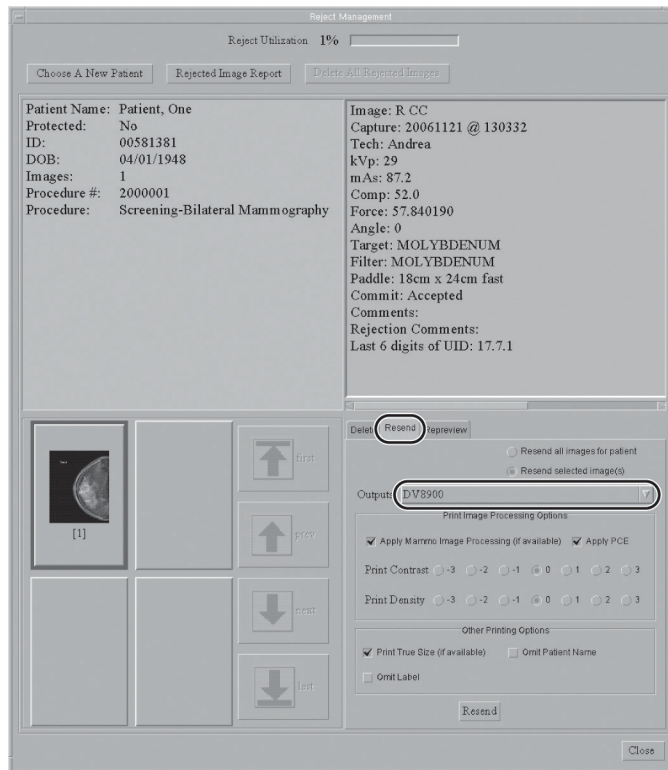 Reject Management
Reject Utilization 1%
Choose A New Patient Rejected Image Report Delete All Rejected Images
Patient Name: Patient, One
Protected: No
ID: 00581381
DOB: 04/01/1948
Images: 1
Procedure #: 2000001
Procedure: Screening-Bilateral Mammography
Image: R CC
Capture: 20061121 @ 130332
Tech: Andrea
kVp: 29
mAs: 87.2
Comp: 52.0
Force: 57.840190
Angle: 0
Target: MOLYBDENUM
Filter: MOLYBDENUM
Paddle: 18cm x 24cm fast
Commit: Accepted
Comments:
Rejection Comments:
Last 6 digits of UID: 17.7.1
[1]
first
prev
next
last
Delete Resend Repreview
Resend all images for patient
Resend selected image(s)
Outputs DV8900
Print Image Processing Options
Apply Mammo Image Processing (if available) Apply PCE
Print Contrast -3 -2 -1 0 1 2 3
Print Density -3 -2 -1 0 1 2 3
Other Printing Options
Print True Size (if available) Omit Patient Name
Omit Label
Resend
Close